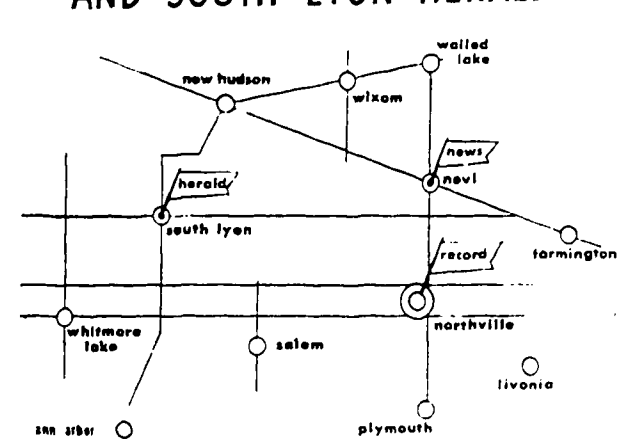 AND SOUTH LYON HERALD
walled
lake
new hudson
wixom
news
novi
herald
south lyon
record
farmington
northville
whitmore
lake
salem
livonia
ann arbor
plymouth